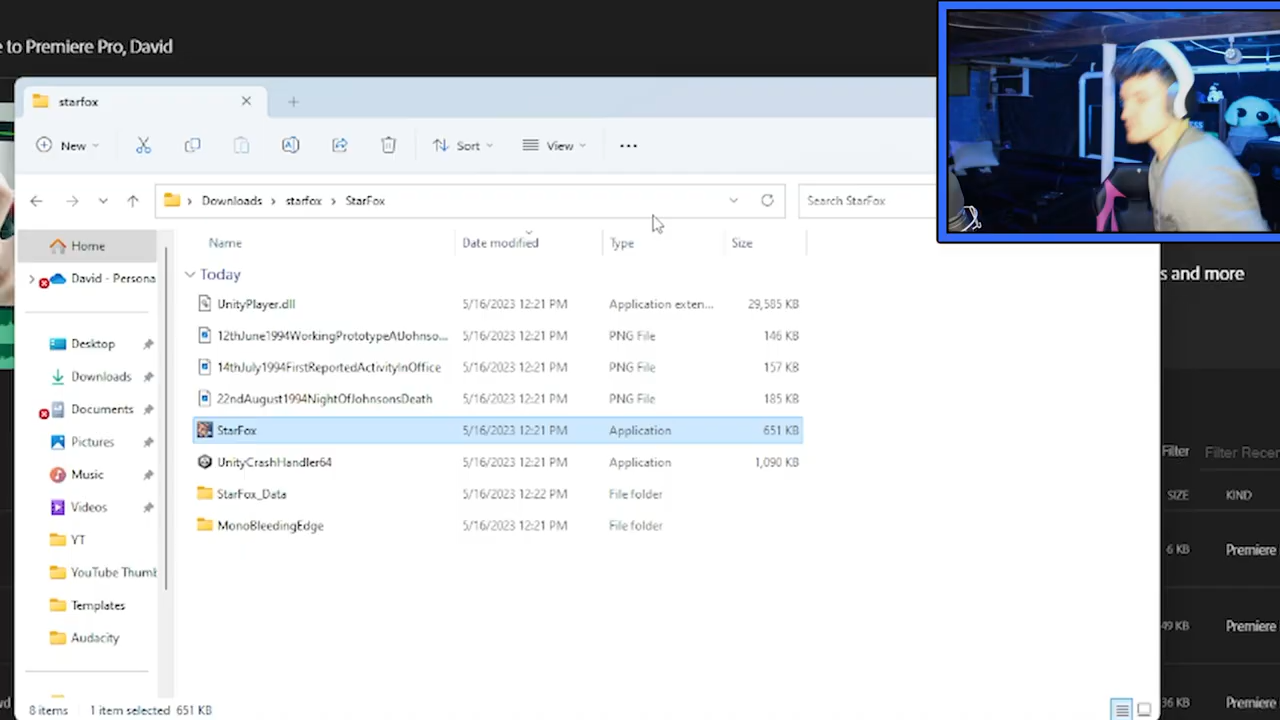 e to Premiere Pro, David
starfox
New
Sort
View
Downloads > starfox > StarFox
Search StarFox
Name Date modified Type Size
Home
Today
David - Persona
UnityPlayer.dll 5/16/2023 12:21 PM Application exten... 29,585 KB
12thJune1994WorkingPrototypeAtJohnso... 5/16/2023 12:21 PM PNG File 146 KB
Desktop
14thJuly1994FirstReportedActivityInOffice 5/16/2023 12:21 PM PNG File 157 KB
Downloads
22ndAugust1994NightOfJohnsonsDeath 5/16/2023 12:21 PM PNG File 185 KB
Documents
StarFox 5/16/2023 12:21 PM Application 651 KB
Pictures
UnityCrashHandler64 5/16/2023 12:21 PM Application 1,090 KB
Music
StarFox_Data 5/16/2023 12:22 PM File folder
Videos
MonoBleedingEdge 5/16/2023 12:21 PM File folder
YT
YouTube Thumb
Templates
Audacity
8 items 1 item selected 651 KB
s and more
Filter Filter Recen
SIZE KIND
6 KB Premiere
49 KB Premiere
36 KB Premiere